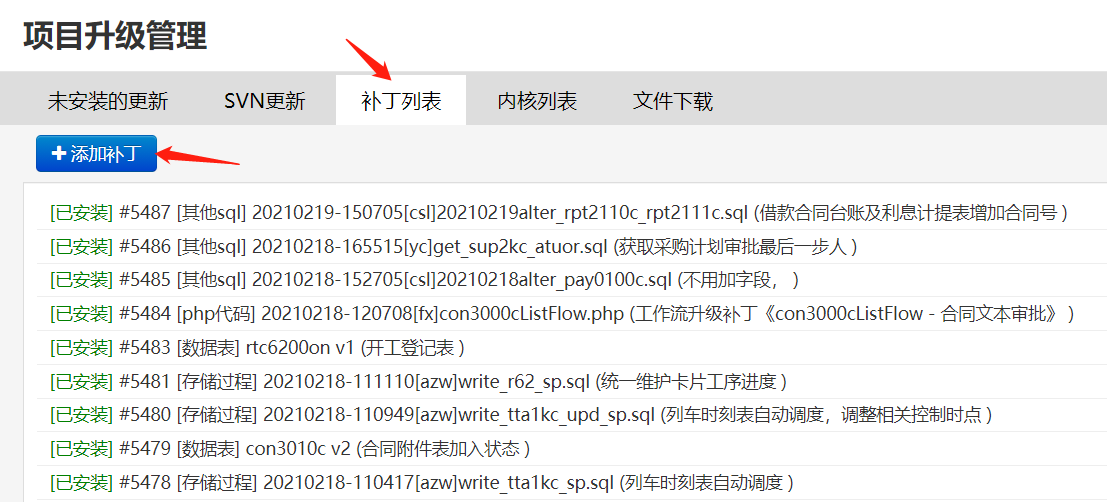 项目升级管理
未安装的更新 SVN更新 补丁列表 内核列表 文件下载
添加补丁
[已安装] #5487 [其他sql] 20210219-150705[csl]20210219alter_rpt2110c_rpt2111c.sql (借款合同台账及利息计提表增加合同号 )
[已安装] #5486 [其他sql] 20210218-165515[yc]get_sup2kc_atuor.sql (获取采购计划审批最后一步人 )
[已安装] #5485 [其他sql] 20210218-152705[csl]20210218alter_pay0100c.sql (不用加字段， )
[已安装] #5484 [php代码] 20210218-120708[fx]con3000cListFlow.php (工作流升级补丁《con3000cListFlow - 合同文本审批》 )
[已安装] #5483 [数据表] rtc6200on v1 (开工登记表 )
[已安装] #5481 [存储过程] 20210218-111110[azw]write_r62_sp.sql (统一维护卡片工序进度 )
[已安装] #5480 [存储过程] 20210218-110949[azw]write_tta1kc_upd_sp.sql (列车时刻表自动调度，调整相关控制时点 )
[已安装] #5479 [数据表] con3010c v2 (合同附件表加入状态 )
[已安装] #5478 [存储过程] 20210218-110417[azw]write_tta1kc_sp.sql (列车时刻表自动调度 )